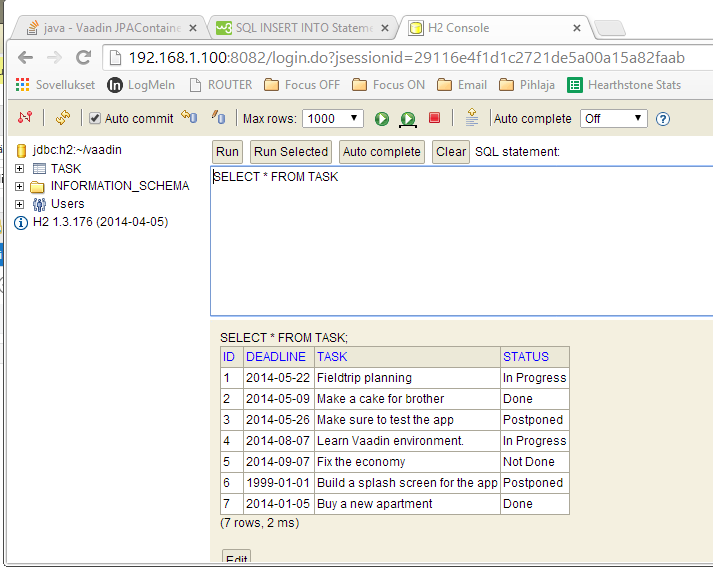 java - Vaadin JPAContaine
SQL INSERT INTO Stateme
H2 Console
192.168.1.100:8082/login.do?jsessionid=29116e4f1d1c2721de5a00a15a82faab
Sovellukset LogMeIn ROUTER Focus OFF Focus ON Email Pihlaja Hearthstone Stats
Auto commit Max rows: 1000 Auto complete Off
jdbc:h2:~/vaadin
TASK
INFORMATION_SCHEMA
Users
H2 1.3.176 (2014-04-05)
Run Run Selected Auto complete Clear SQL statement:
SELECT * FROM TASK
SELECT * FROM TASK;
ID DEADLINE TASK STATUS
1 2014-05-22 Fieldtrip planning In Progress
2 2014-05-09 Make a cake for brother Done
3 2014-05-26 Make sure to test the app Postponed
4 2014-08-07 Learn Vaadin environment. In Progress
5 2014-09-07 Fix the economy Not Done
6 1999-01-01 Build a splash screen for the app Postponed
7 2014-01-05 Buy a new apartment Done
(7 rows, 2 ms)
Edit